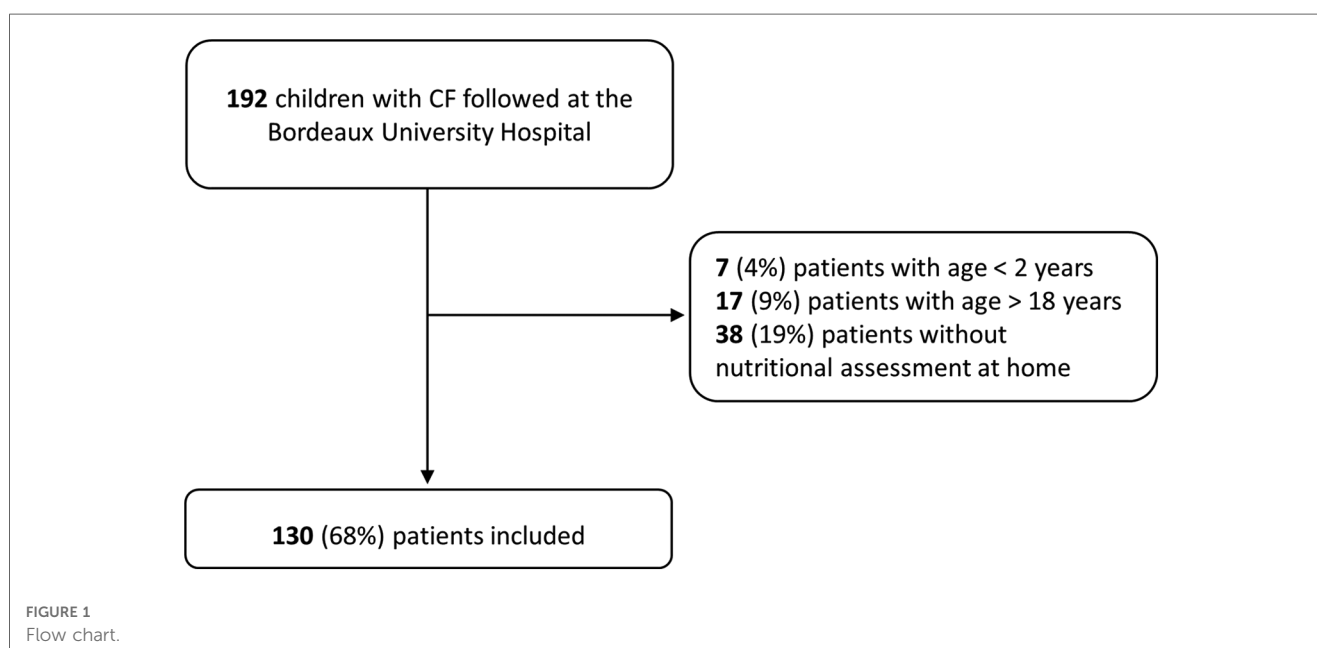 192 children with CF followed at the
Bordeaux University Hospital
7 (4%) patients with age < 2 years
17 (9%) patients with age > 18 years
38 (19%) patients without
nutritional assessment at home
130 (68%) patients included
FIGURE 1
Flow chart.